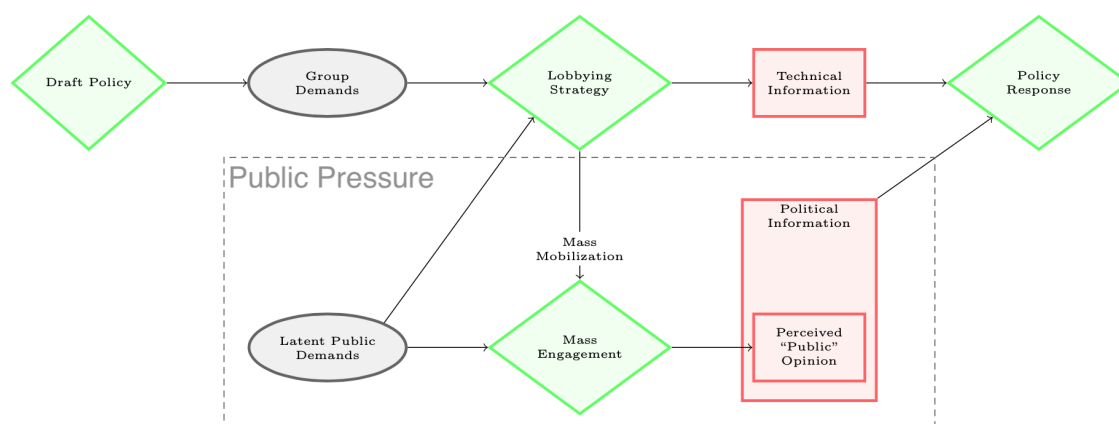 Draft Policy
Group
Demands
Lobbying
Strategy
Technical
Information
Policy
Response
Public Pressure
Political
Information
Mass
Mobilization
Latent Public
Demands
Mass
Engagement
Perceived
“Public”
Opinion